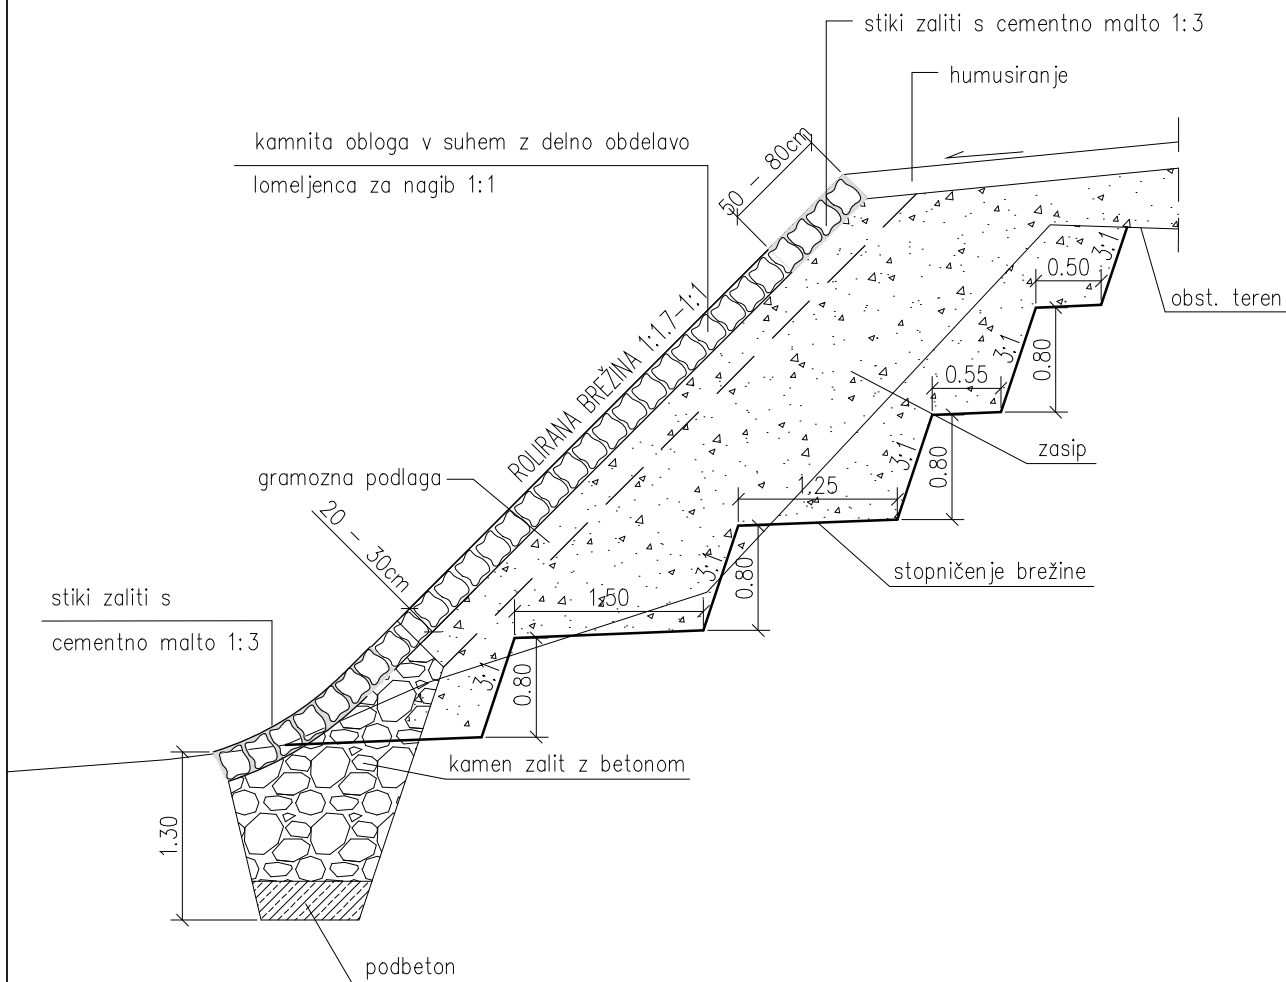 stiki zaliti s cementno malto 1:3
humusiranje
kamnita obloga v suhem z delno obdelavo
lomeljenca za nagib 1:1
50 - 80cm
3:1
0.50
obst. teren
ROLIRANA BREŽINA 1:1.7-1:1
3:1
0.80
0.55
zasip
3:1
0.80
gramozna podlaga
1.25
20 - 30cm
stopničenje brežine
3:1
0.80
1.50
stiki zaliti s
cementno malto 1:3
3:1
0.80
kamen zalit z betonom
1.30
podbeton